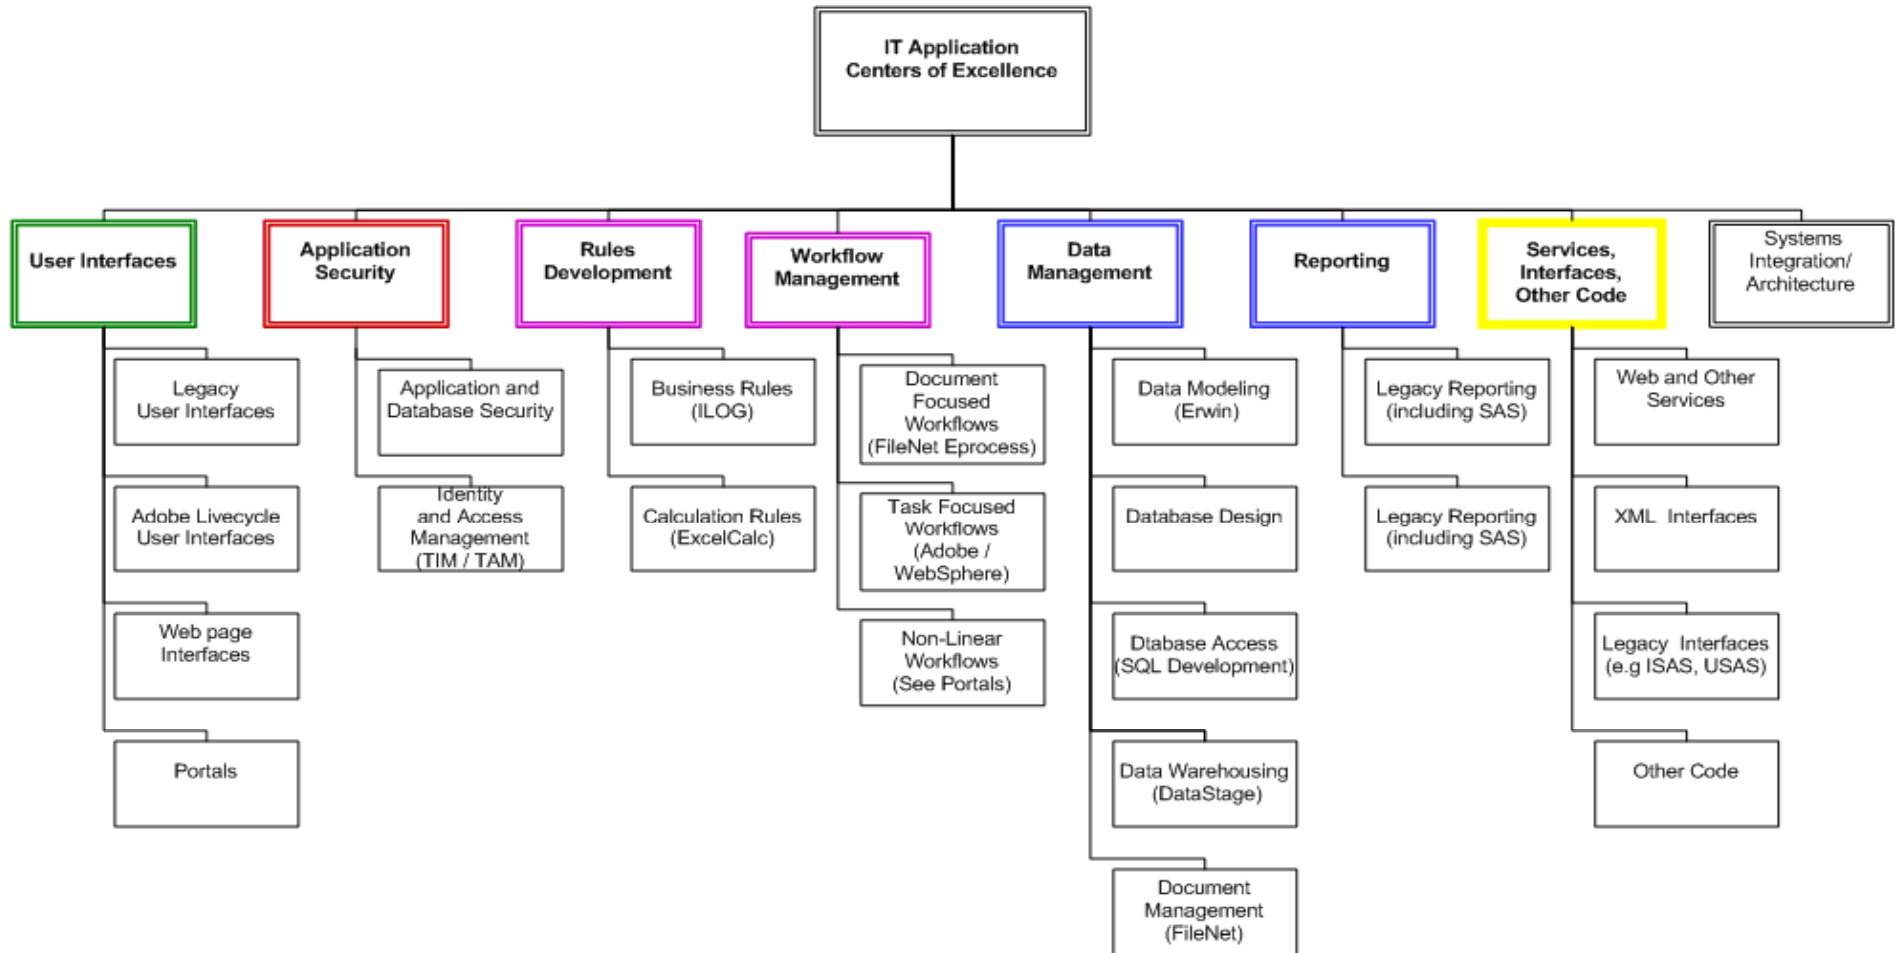 IT Application
Centers of Excellence
User Interfaces
Application
Security
Rules
Development
Workflow
Management
Data
Management
Reporting
Services,
Interfaces,
Other Code
Systems
Integration/
Architecture
Legacy
User Interfaces
Adobe Livecycle
User Interfaces
Web page
Interfaces
Portals
Application and
Database Security
Identity
and Access
Management
(TIM / TAM)
Business Rules
(ILOG)
Calculation Rules
(ExcelCalc)
Document
Focused
Workflows
(FileNet Eprocess)
Task Focused
Workflows
(Adobe /
WebSphere)
Non-Linear
Workflows
(See Portals)
Data Modeling
(Erwin)
Database Design
Dtabase Access
(SQL Development)
Data Warehousing
(DataStage)
Document
Management
(FileNet)
Legacy Reporting
(including SAS)
Legacy Reporting
(including SAS)
Web and Other
Services
XML Interfaces
Legacy Interfaces
(e.g ISAS, USAS)
Other Code